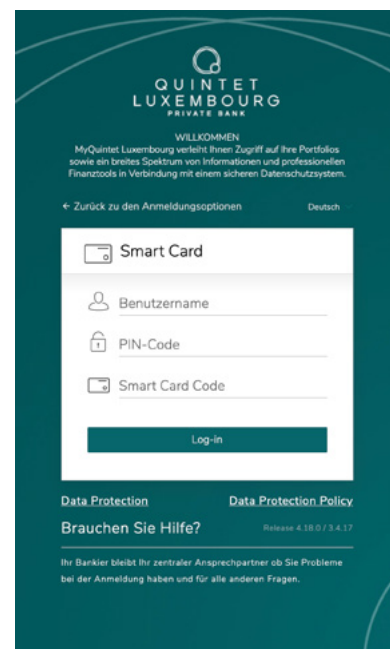 QUINTET
LUXEMBOURG
PRIVATE BANK
WILLKOMMEN
MyQuintet Luxembourg verleiht Ihnen Zugriff auf Ihre Portfolios
sowie ein breites Spektrum von Informationen und professionellen
Finanztools in Verbindung mit einem sicheren Datenschutzsystem.
← Zurück zu den Anmeldungsoptionen Deutsch
Smart Card
Benutzername
PIN-Code
Smart Card Code
Log-in
Data Protection Data Protection Policy
Brauchen Sie Hilfe? Release 4.18.0 / 3.4.17
Ihr Bankier bleibt Ihr zentraler Ansprechpartner ob Sie Probleme
bei der Anmeldung haben und für alle anderen Fragen.